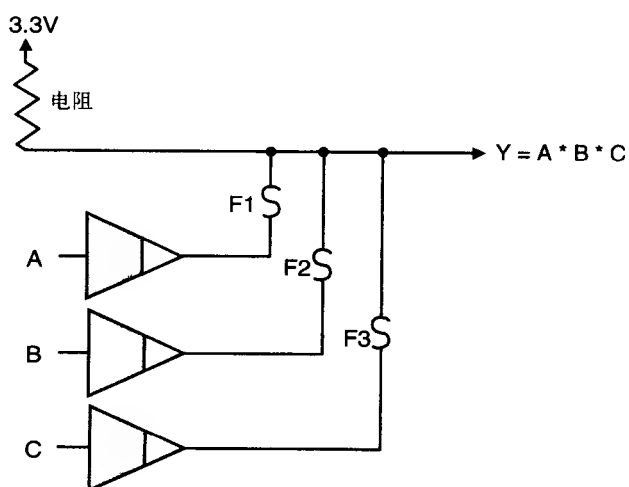 3.3V
电阻
Y = A * B * C
F1
A
F2
B
F3
C